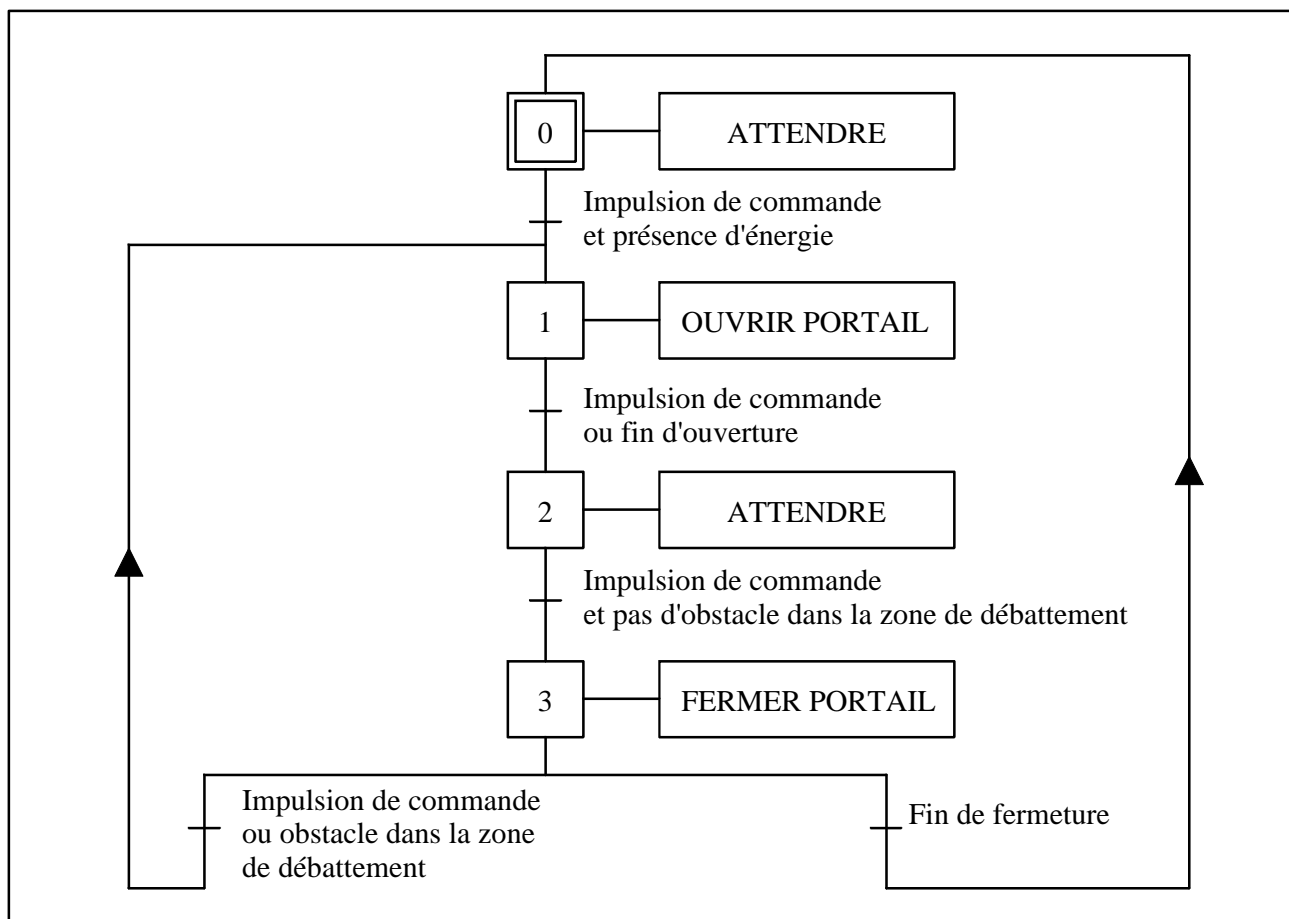 0
ATTENDRE
Impulsion de commande
et présence d'énergie
1
OUVRIR PORTAIL
Impulsion de commande
ou fin d'ouverture
2
ATTENDRE
Impulsion de commande
et pas d'obstacle dans la zone de débattement
3
FERMER PORTAIL
Impulsion de commande
ou obstacle dans la zone
de débattement
Fin de fermeture